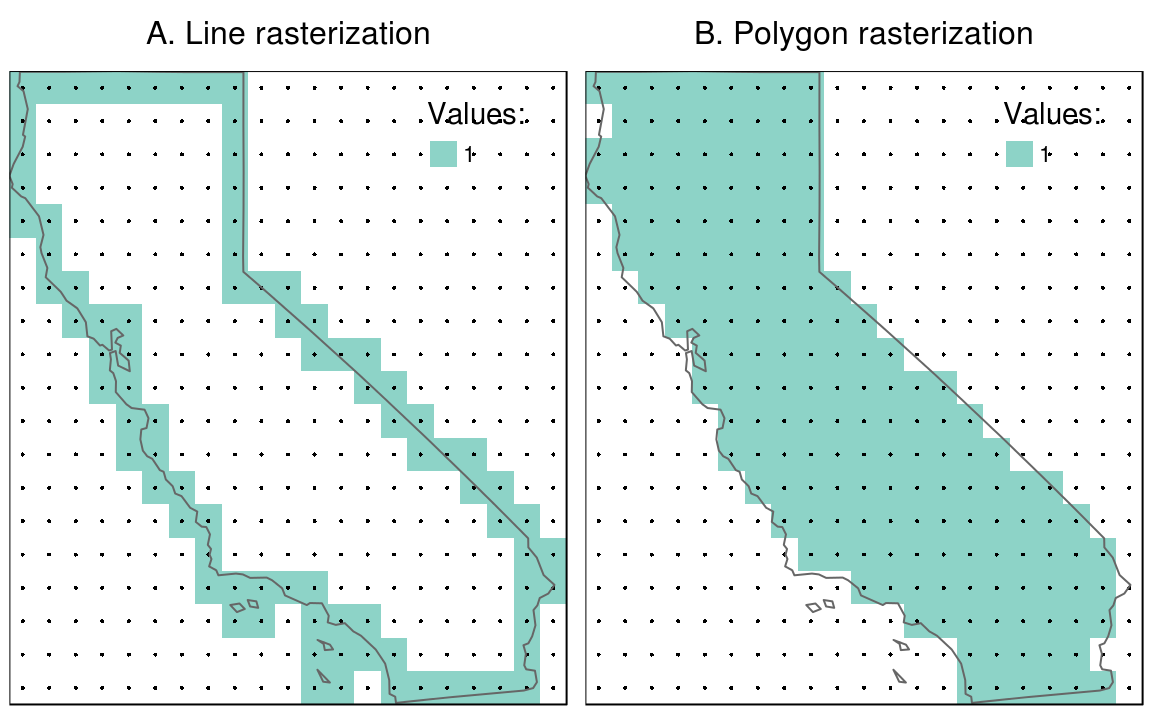 A. Line rasterization
Values:
1
B. Polygon rasterization
Values:
1